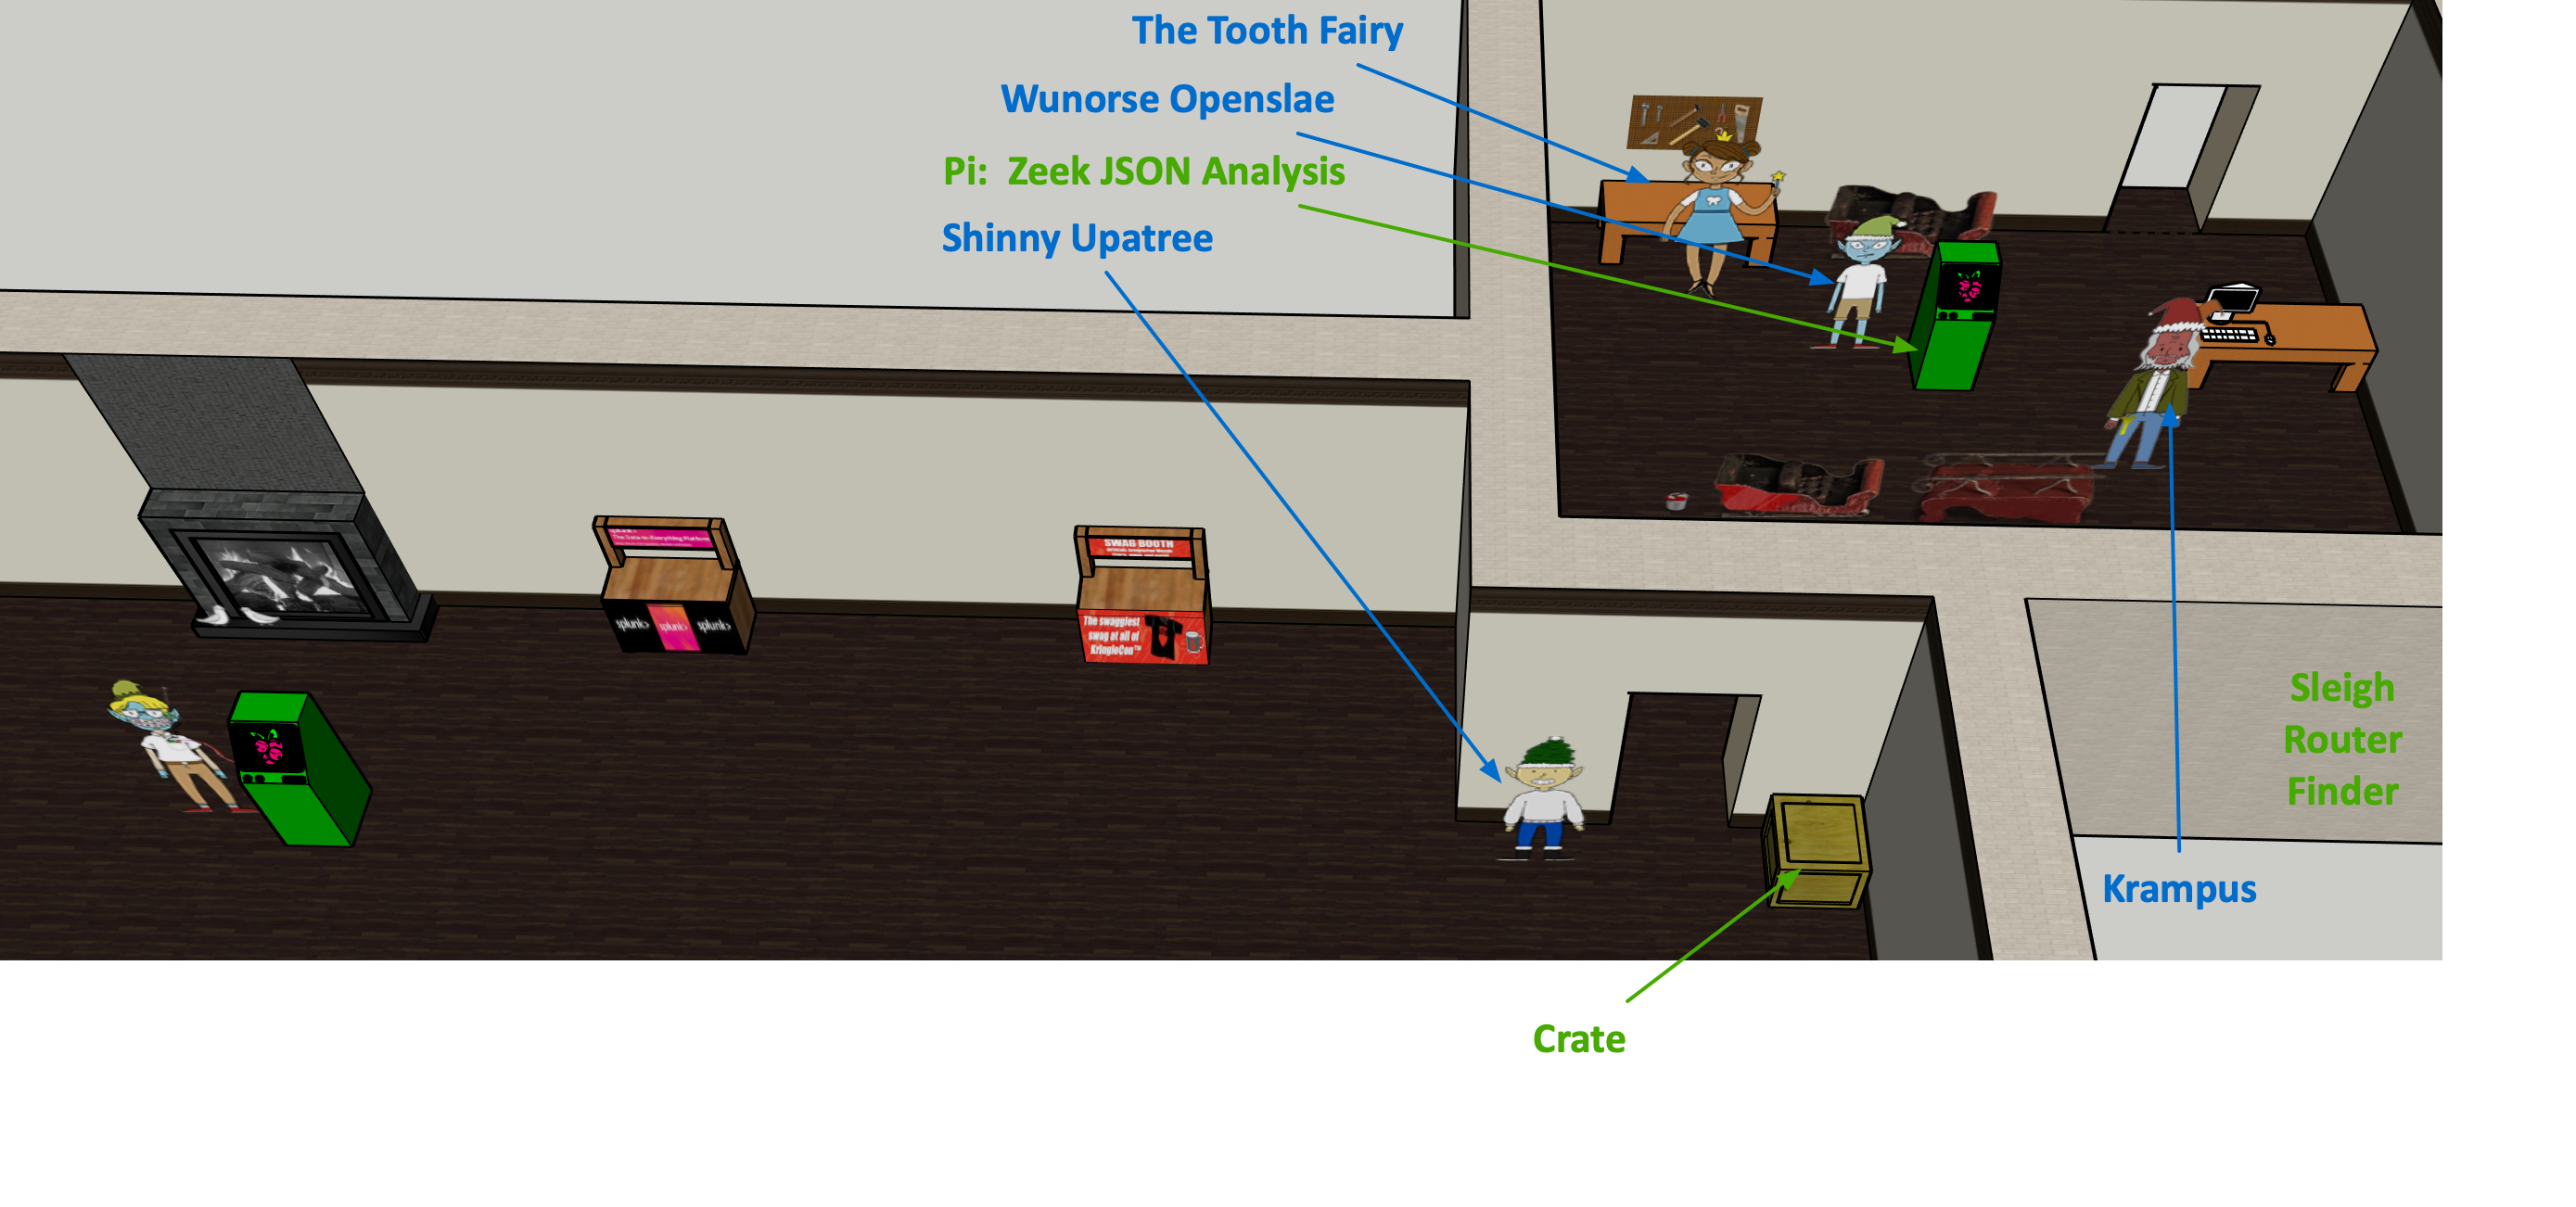 The Tooth Fairy
Wunorse Openslae
Pi:  Zeek JSON Analysis
Shinny Upatree
The Data-to-Everything Platform
SWAG BOOTH
splunk>
splunk>
splunk>
The swaggiest
swag at all of
KringleCon™
Sleigh
Router
Finder
Krampus
Crate